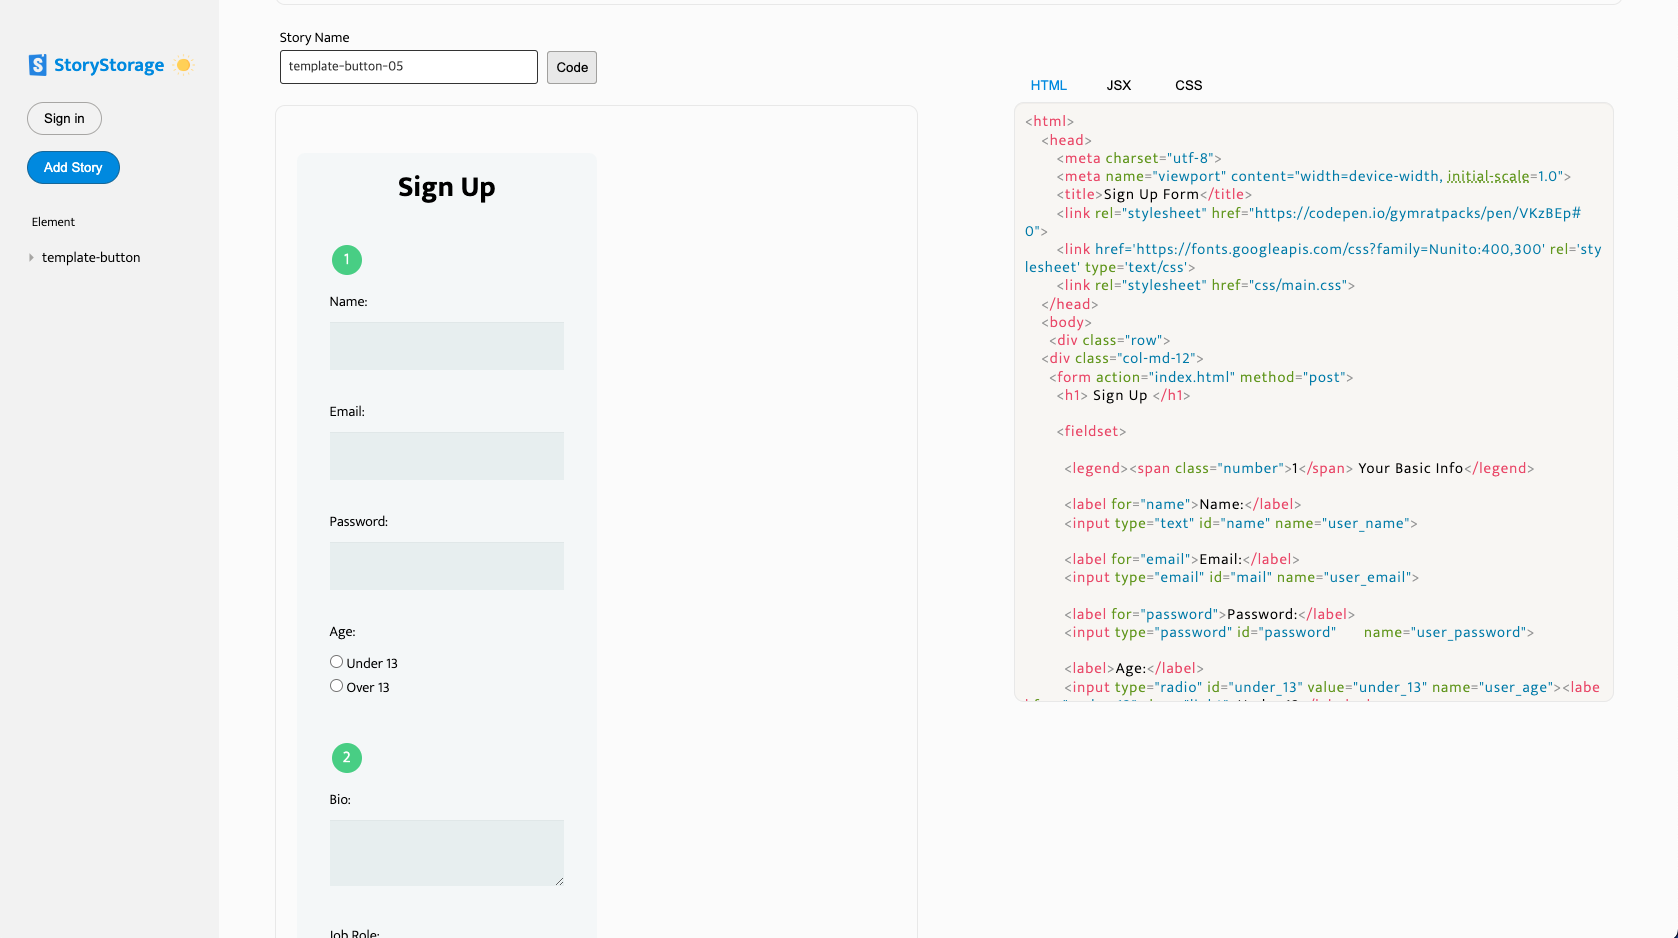 StoryStorage
Sign in
Add Story
Element
template-button
Story Name
template-button-05
Code
Sign Up
1
Name:
Email:
Password:
Age:
Under 13
Over 13
2
Bio:
Job Role:
HTML JSX CSS
<html>
<head>
<meta charset="utf-8">
<meta name="viewport" content="width=device-width, initial-scale=1.0">
<title>Sign Up Form</title>
<link rel="stylesheet" href="https://codepen.io/gymratpacks/pen/VKzBEp#
0">
<link href='https://fonts.googleapis.com/css?family=Nunito:400,300' rel='sty
lesheet' type='text/css'>
<link rel="stylesheet" href="css/main.css">
</head>
<body>
<div class="row">
<div class="col-md-12">
<form action="index.html" method="post">
<h1> Sign Up </h1>
<fieldset>
<legend><span class="number">1</span> Your Basic Info</legend>
<label for="name">Name:</label>
<input type="text" id="name" name="user_name">
<label for="email">Email:</label>
<input type="email" id="mail" name="user_email">
<label for="password">Password:</label>
<input type="password" id="password" name="user_password">
<label>Age:</label>
<input type="radio" id="under_13" value="under_13" name="user_age"><labe